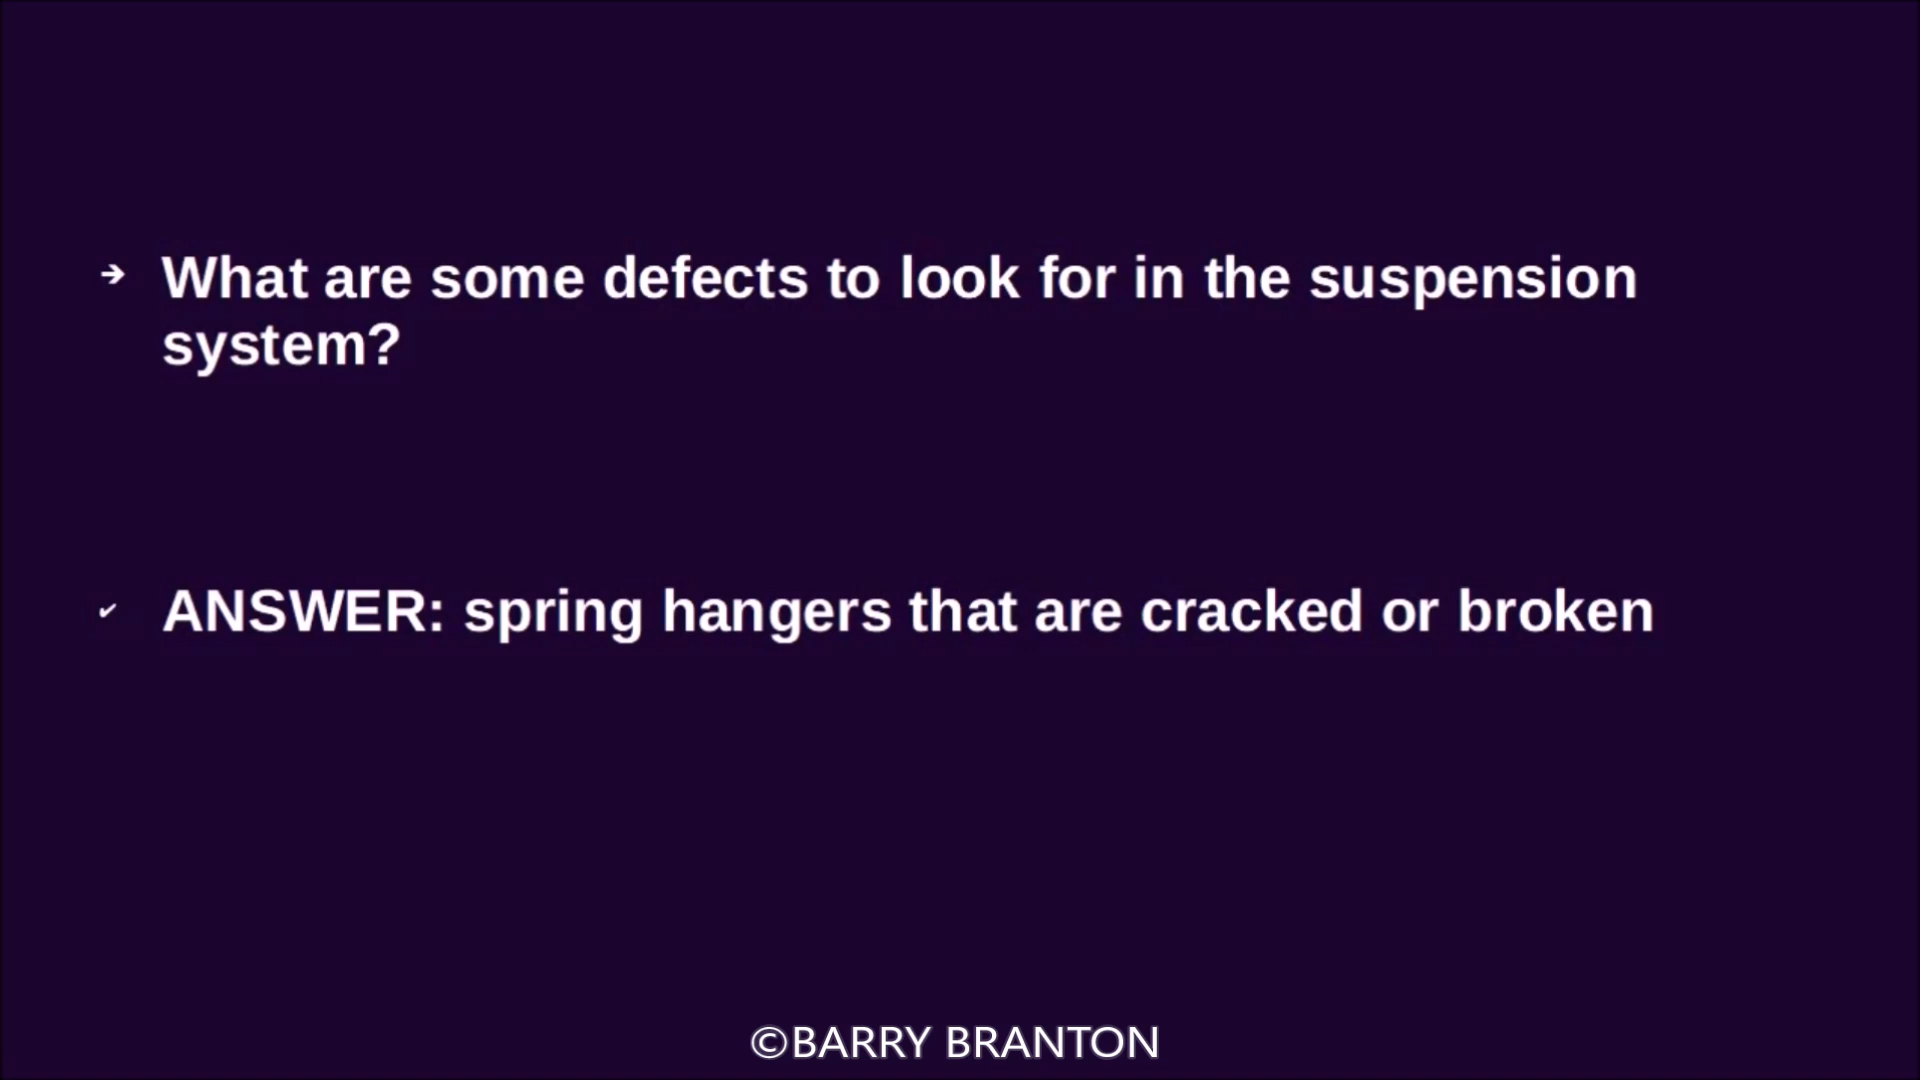 ➔ What are some defects to look for in the suspension
system?
✔ ANSWER: spring hangers that are cracked or broken
©BARRY BRANTON